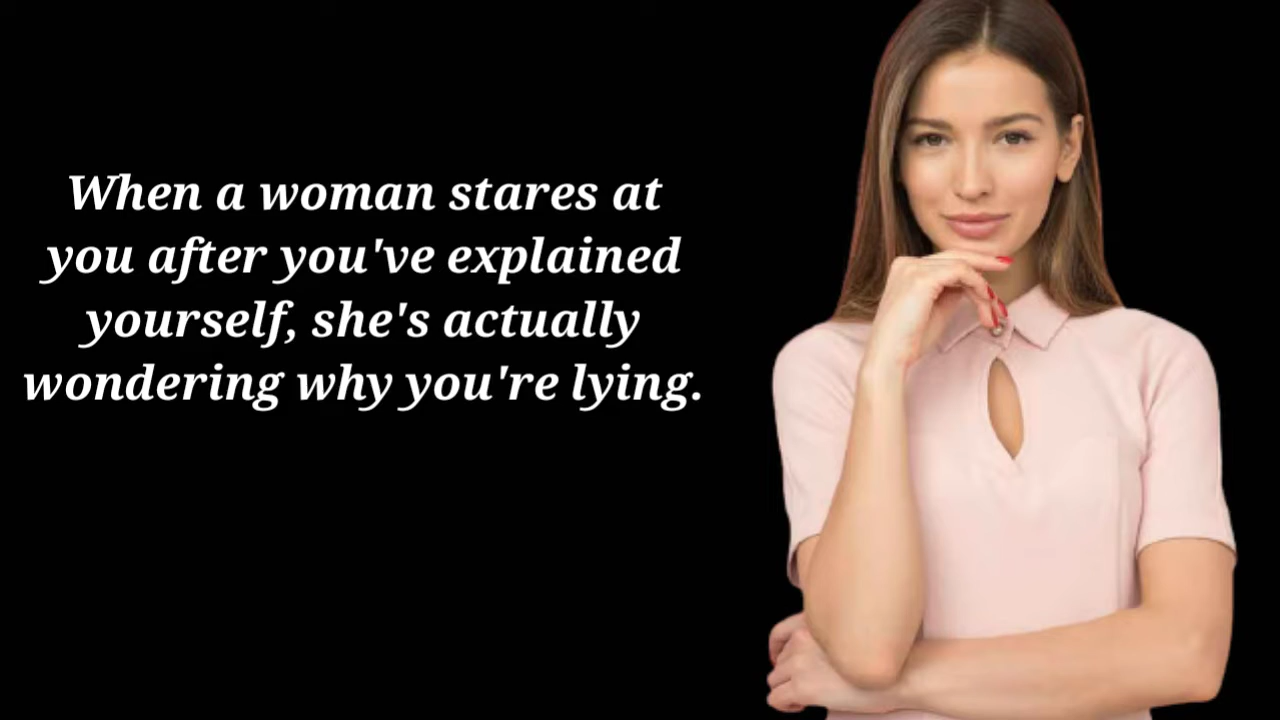 When a woman stares at
you after you've explained
yourself, she's actually
wondering why you're lying.